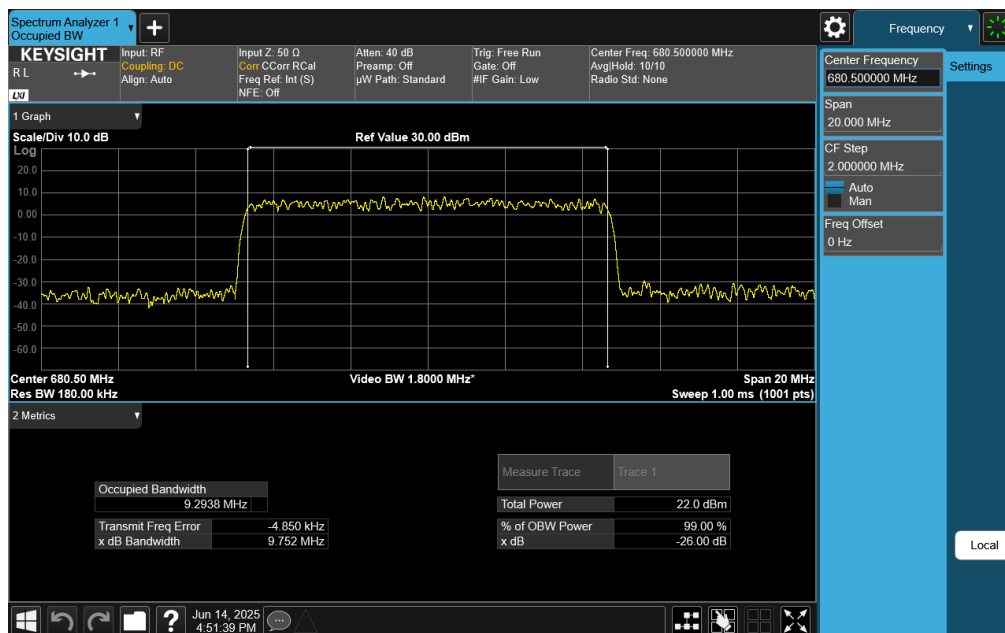 Spectrum Analyzer 1
Occupied BW
Frequency
KEYSIGHT
R L
LXI
Input: RF
Coupling: DC
Align: Auto
Input Z: 50 Ω
Corr CCorr RCal
Freq Ref: Int (S)
NFE: Off
Atten: 40 dB
Preamp: Off
µW Path: Standard
Trig: Free Run
Gate: Off
#IF Gain: Low
Center Freq: 680.500000 MHz
Avg|Hold: 10/10
Radio Std: None
Center Frequency
680.500000 MHz
Settings
Span
20.000 MHz
CF Step
2.000000 MHz
Auto
Man
Freq Offset
0 Hz
Local
1 Graph
Scale/Div 10.0 dB
Ref Value 30.00 dBm
Log
20.0
10.0
0.00
-10.0
-20.0
-30.0
-40.0
-50.0
-60.0
Center 680.50 MHz
Video BW 1.8000 MHz*
Span 20 MHz
Res BW 180.00 kHz
Sweep 1.00 ms (1001 pts)
2 Metrics
Measure Trace Trace 1
Occupied Bandwidth
9.2938 MHz
Total Power 22.0 dBm
Transmit Freq Error -4.850 kHz
% of OBW Power 99.00 %
x dB Bandwidth 9.752 MHz
x dB -26.00 dB
?
Jun 14, 2025
4:51:39 PM